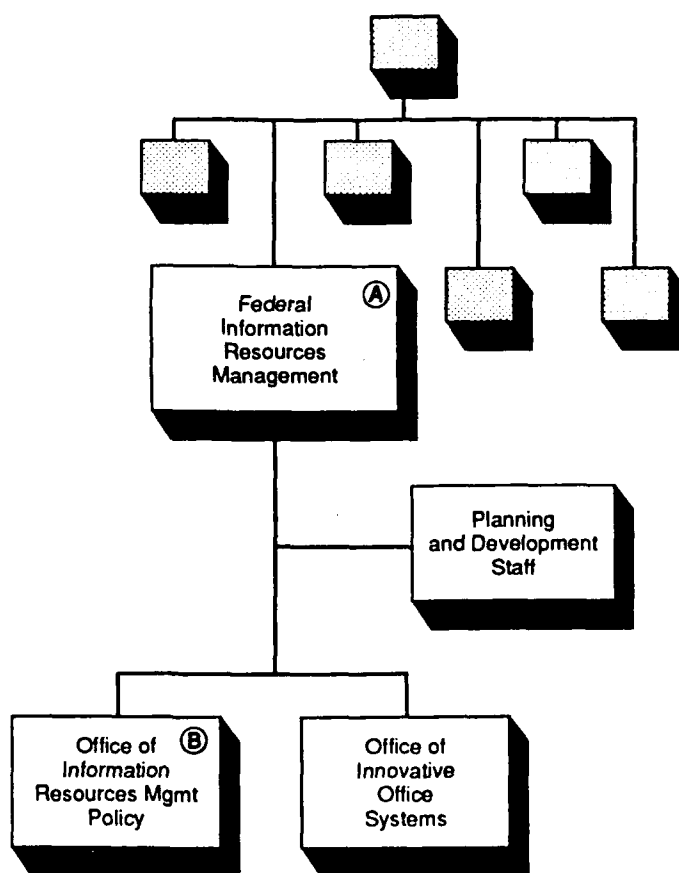 Ⓐ
Federal
Information
Resources
Management
Planning
and Development
Staff
Ⓑ
Office of
Information
Resources Mgmt
Policy
Office of
Innovative
Office
Systems